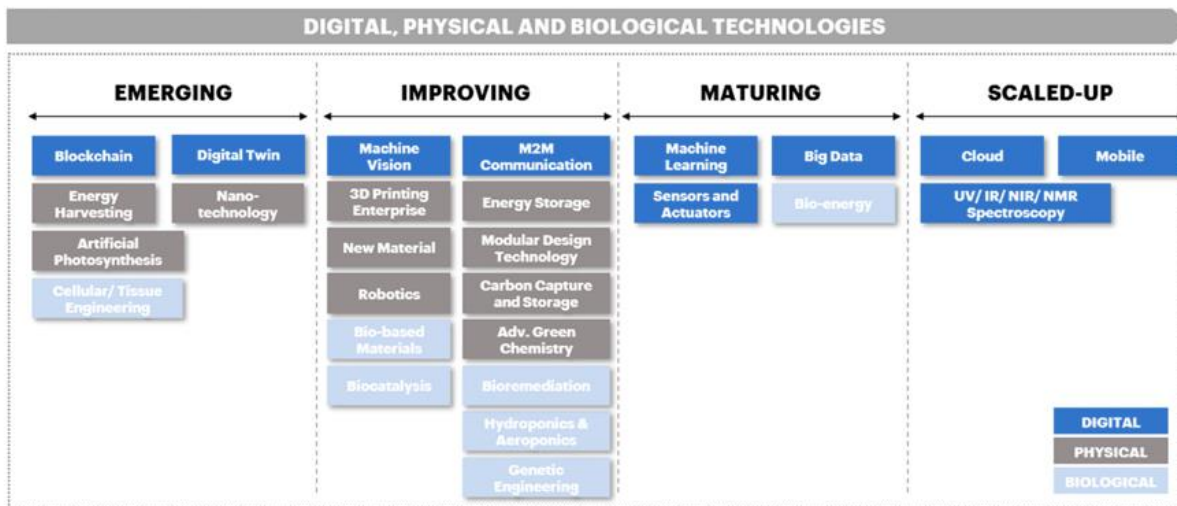 DIGITAL, PHYSICAL AND BIOLOGICAL TECHNOLOGIES
EMERGING
Blockchain
Digital Twin
Energy
Harvesting
Nano-
technology
Artificial
Photosynthesis
Cellular/ Tissue
Engineering
IMPROVING
Machine
Vision
M2M
Communication
3D Printing
Enterprise
Energy Storage
New Material
Modular Design
Technology
Robotics
Carbon Capture
and Storage
Bio-based
Materials
Adv. Green
Chemistry
Biocatalysis
Bioremediation
Hydroponics &
Aeroponics
Genetic
Engineering
MATURING
Machine
Learning
Big Data
Sensors and
Actuators
Bio-energy
SCALED-UP
Cloud
Mobile
UV/ IR/ NIR/ NMR
Spectroscopy
DIGITAL
PHYSICAL
BIOLOGICAL